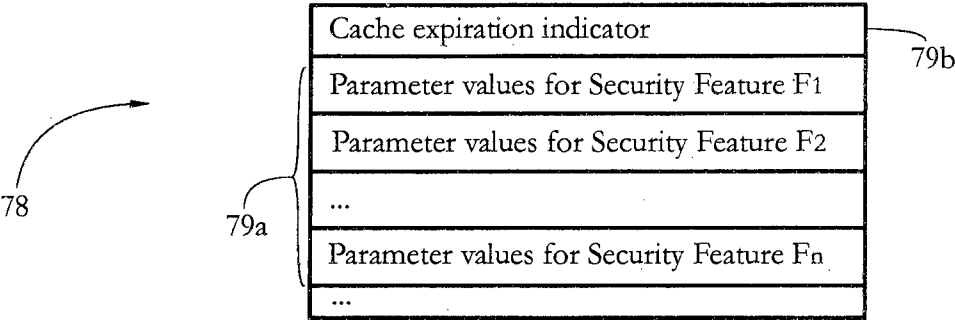 Cache expiration indicator
79b
Parameter values for Security Feature F1
Parameter values for Security Feature F2
78
79a
...
Parameter values for Security Feature Fn
...